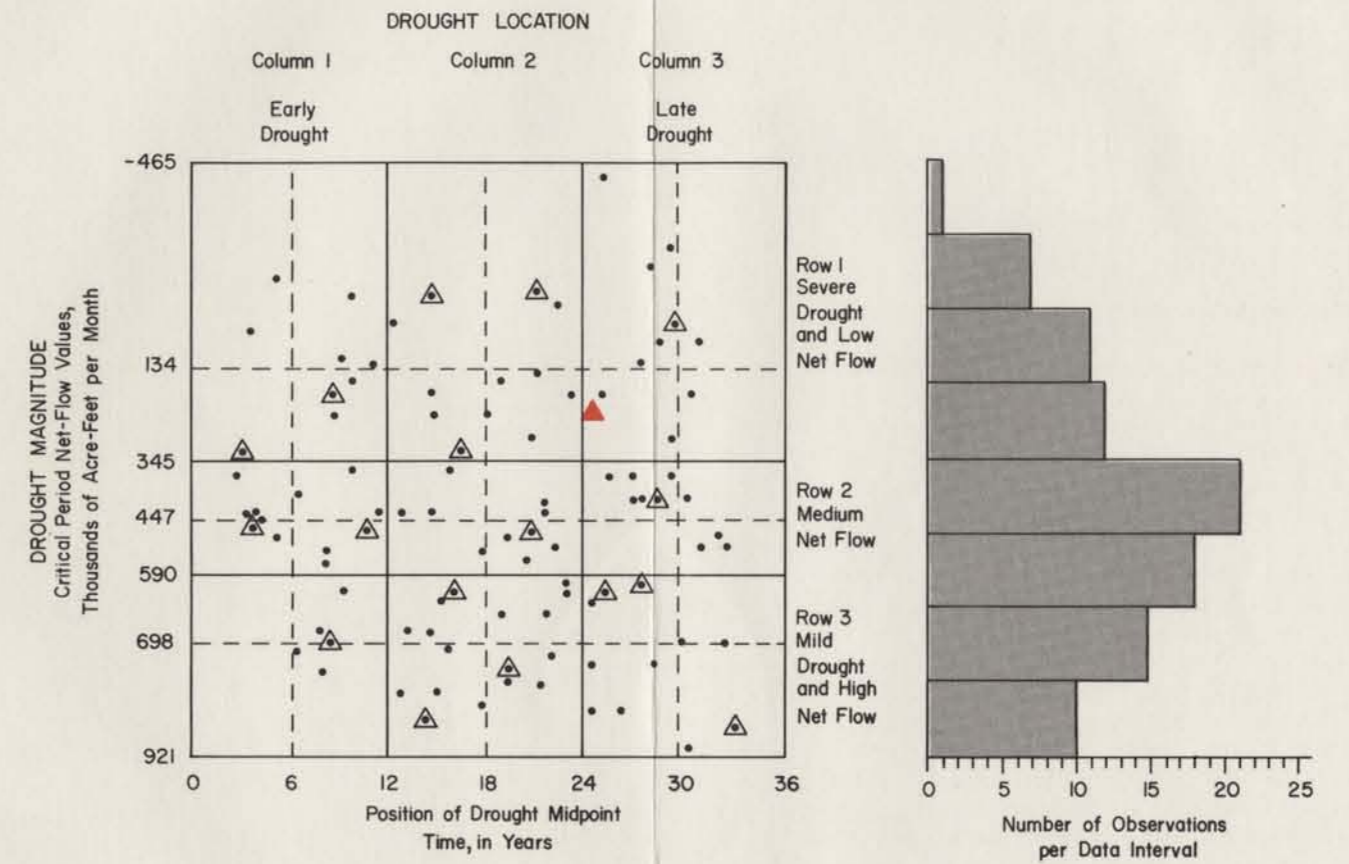 DROUGHT LOCATION
Column 1
Column 2
Column 3
Early
Drought
Late
Drought
DROUGHT MAGNITUDE
Critical Period Net-Flow Values,
Thousands of Acre-Feet per Month
-465
134
345
447
590
698
921
Row 1
Severe
Drought
and Low
Net Flow
Row 2
Medium
Net Flow
Row 3
Mild
Drought
and High
Net Flow
0 6 12 18 24 30 36
Position of Drought Midpoint
Time, in Years
0 5 10 15 20 25
Number of Observations
per Data Interval